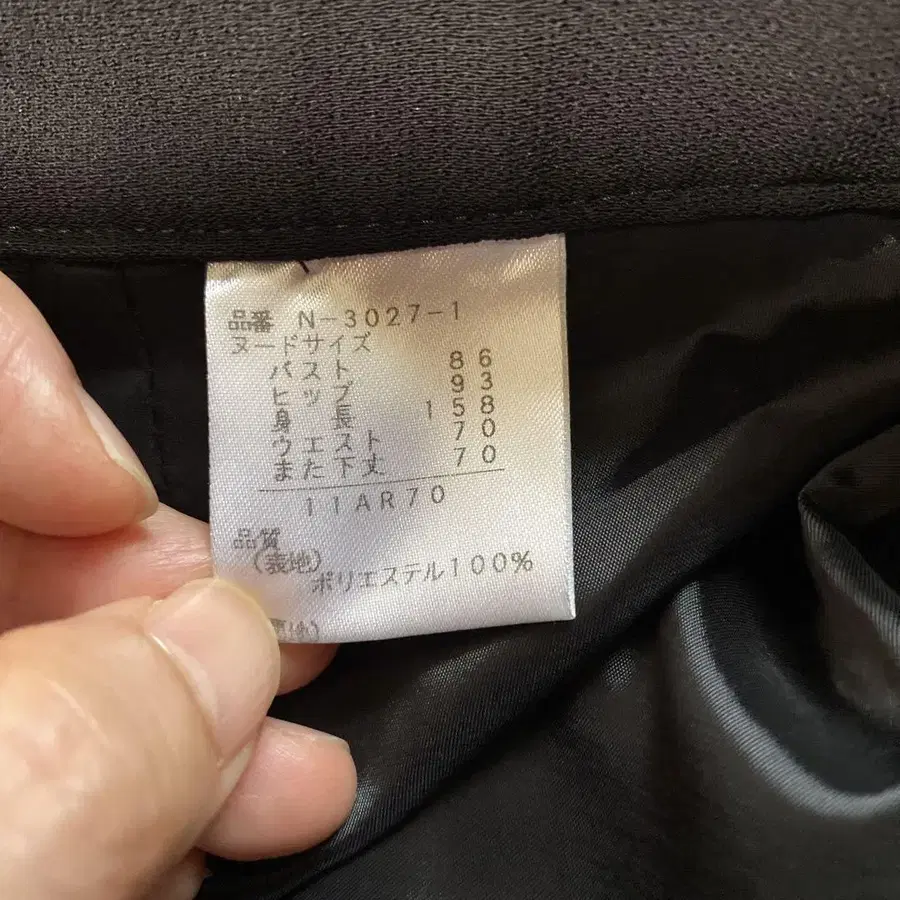 品番 N-3027-1
ヌードサイズ
バスト 86
ヒップ 93
身長 158
ウエスト 70
また下丈 70
11AR70
品質
(表地)
ポリエステル100%